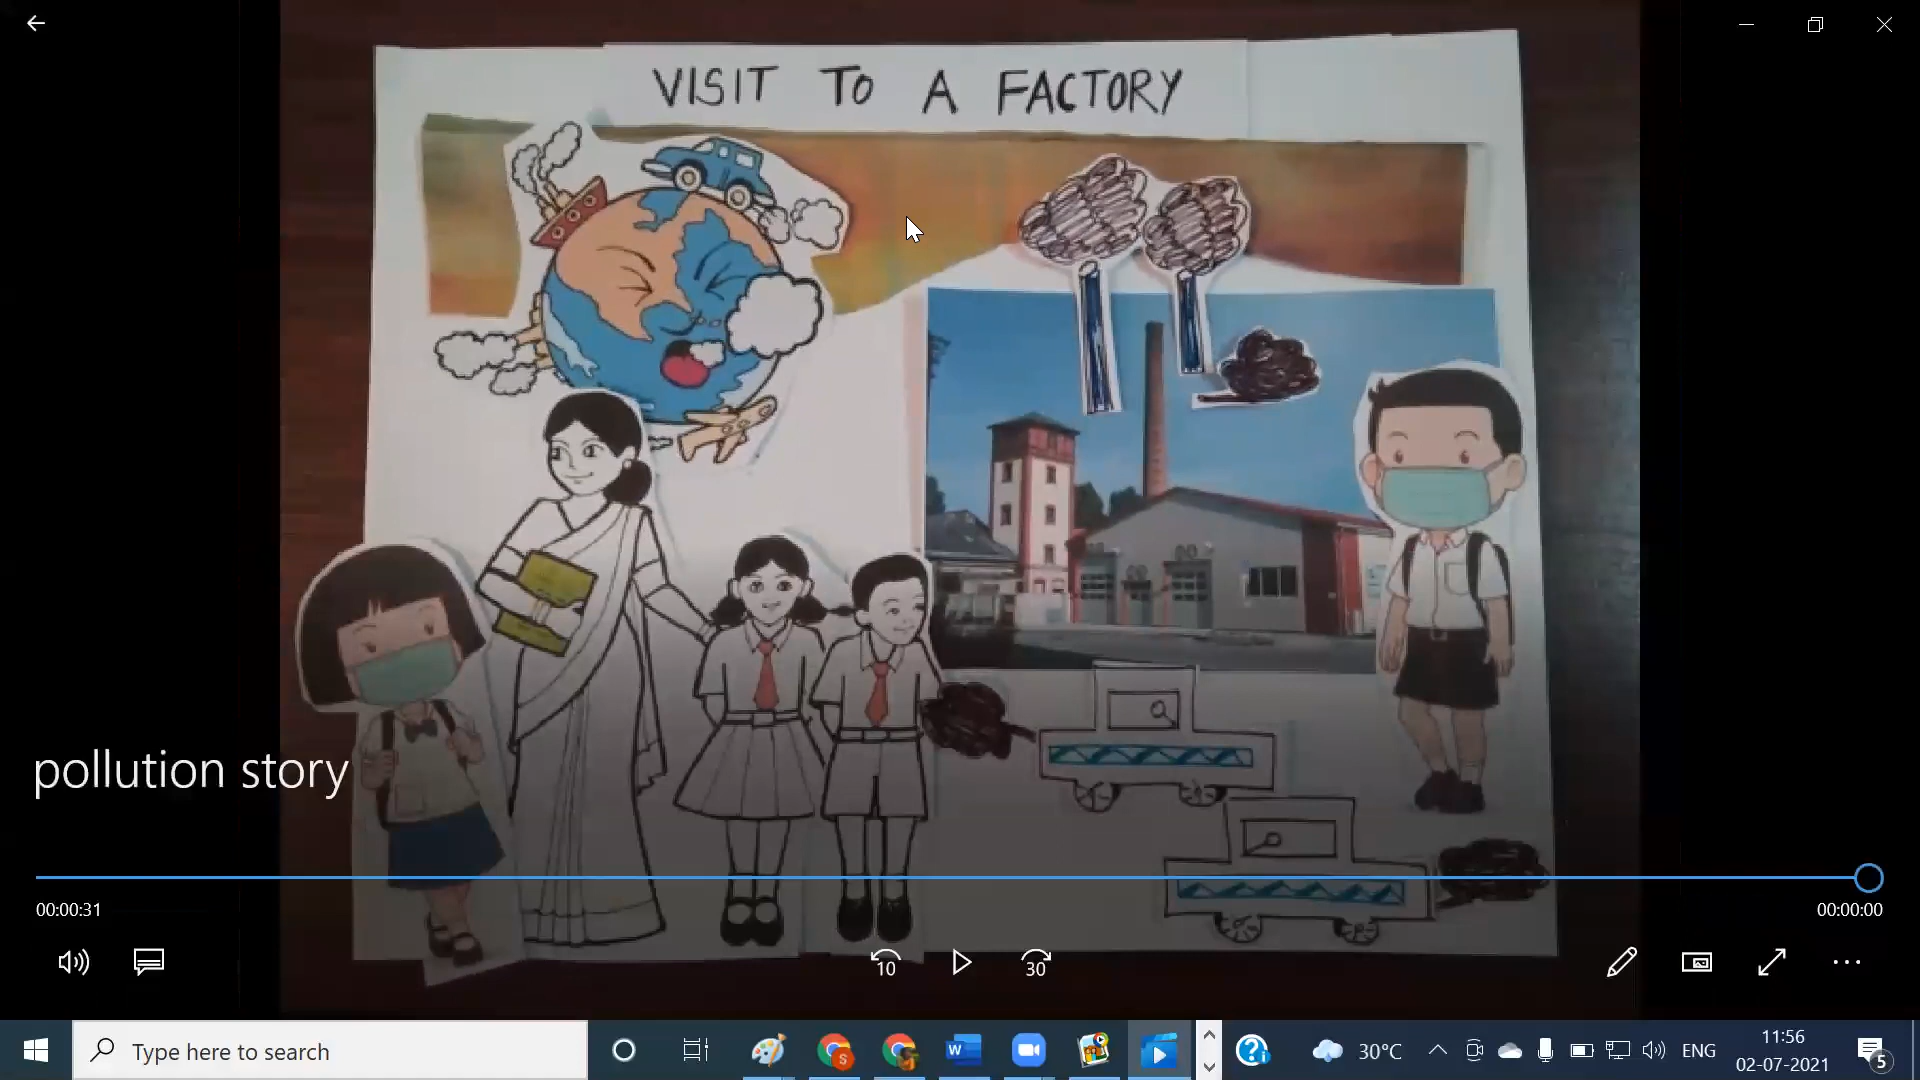 VISIT TO A FACTORY
pollution story
00:00:31
00:00:00
10
30
Type here to search
S
W
30°C
ENG
11:56
02-07-2021
5